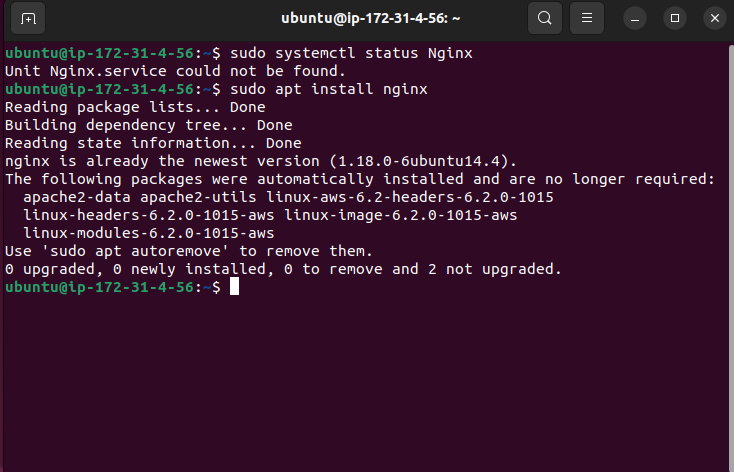 ubuntu@ip-172-31-4-56: ~
ubuntu@ip-172-31-4-56:~$ sudo systemctl status Nginx
Unit Nginx.service could not be found.
ubuntu@ip-172-31-4-56:~$ sudo apt install nginx
Reading package lists... Done
Building dependency tree... Done
Reading state information... Done
nginx is already the newest version (1.18.0-6ubuntu14.4).
The following packages were automatically installed and are no longer required:
  apache2-data apache2-utils linux-aws-6.2-headers-6.2.0-1015
  linux-headers-6.2.0-1015-aws linux-image-6.2.0-1015-aws
  linux-modules-6.2.0-1015-aws
Use 'sudo apt autoremove' to remove them.
0 upgraded, 0 newly installed, 0 to remove and 2 not upgraded.
ubuntu@ip-172-31-4-56:~$